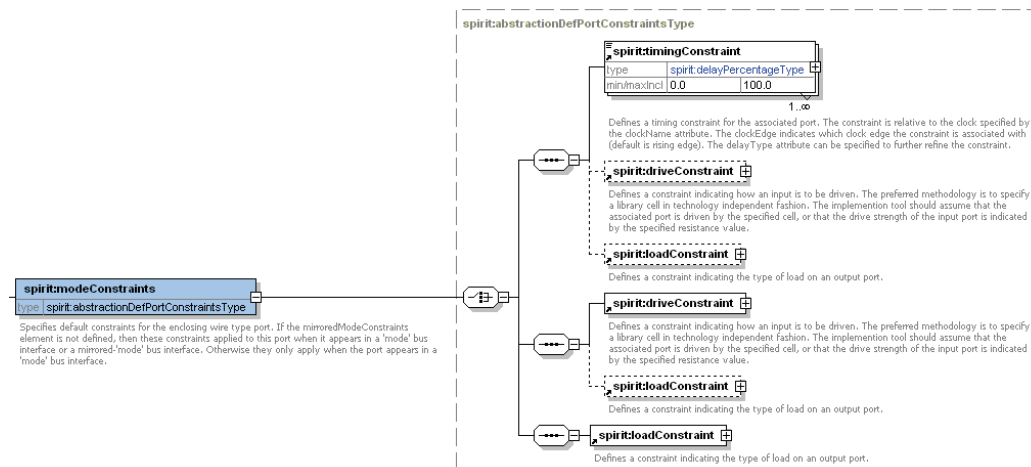 spirit:abstractionDefPortConstraintsType
spirit:timingConstraint
type spirit:delayPercentageType
min/maxIncl 0.0 100.0
1..∞
Defines a timing constraint for the associated port. The constraint is relative to the clock specified by
the clockName attribute. The clockEdge indicates which clock edge the constraint is associated with
(default is rising edge). The delayType attribute can be specified to further refine the constraint.
spirit:driveConstraint
Defines a constraint indicating how an input is to be driven. The preferred methodology is to specify
a library cell in technology independent fashion. The implemention tool should assume that the
associated port is driven by the specified cell, or that the drive strength of the input port is indicated
by the specified resistance value.
spirit:loadConstraint
Defines a constraint indicating the type of load on an output port.
spirit:modeConstraints
type spirit:abstractionDefPortConstraintsType
Specifies default constraints for the enclosing wire type port. If the mirroredModeConstraints
element is not defined, then these constraints applied to this port when it appears in a 'mode' bus
interface or a mirrored-'mode' bus interface. Otherwise they only apply when the port appears in a
'mode' bus interface.
spirit:driveConstraint
Defines a constraint indicating how an input is to be driven. The preferred methodology is to specify
a library cell in technology independent fashion. The implemention tool should assume that the
associated port is driven by the specified cell, or that the drive strength of the input port is indicated
by the specified resistance value.
spirit:loadConstraint
Defines a constraint indicating the type of load on an output port.
spirit:loadConstraint
Defines a constraint indicating the type of load on an output port.